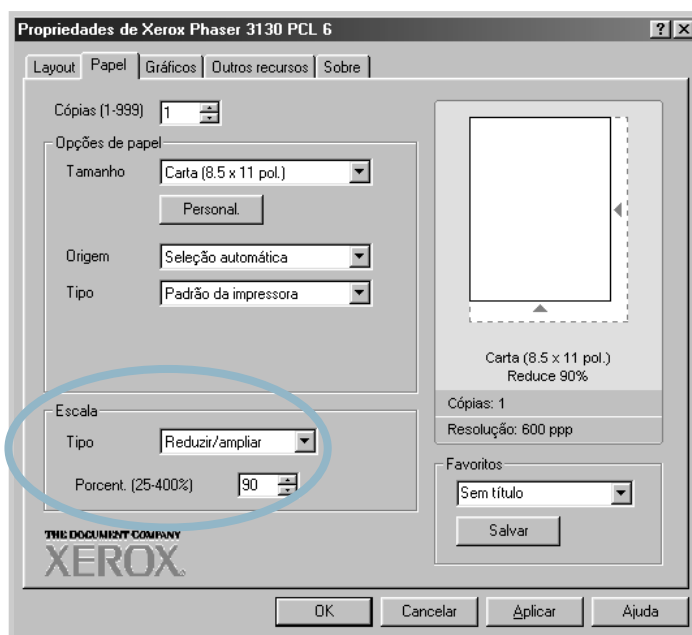 Propriedades de Xerox Phaser 3130 PCL 6
Layout Papel Gráficos Outros recursos Sobre
Cópias (1-999) 1
Opções de papel
Tamanho Carta (8.5 x 11 pol.)
Personal.
Origem Seleção automática
Tipo Padrão da impressora
Carta (8.5 x 11 pol.)
Reduce 90%
Cópias: 1
Resolução: 600 ppp
Escala
Tipo Reduzir/ampliar
Porcent. (25-400%) 90
Favoritos
Sem título
Salvar
THE DOCUMENT COMPANY
XEROX
OK Cancelar Aplicar Ajuda